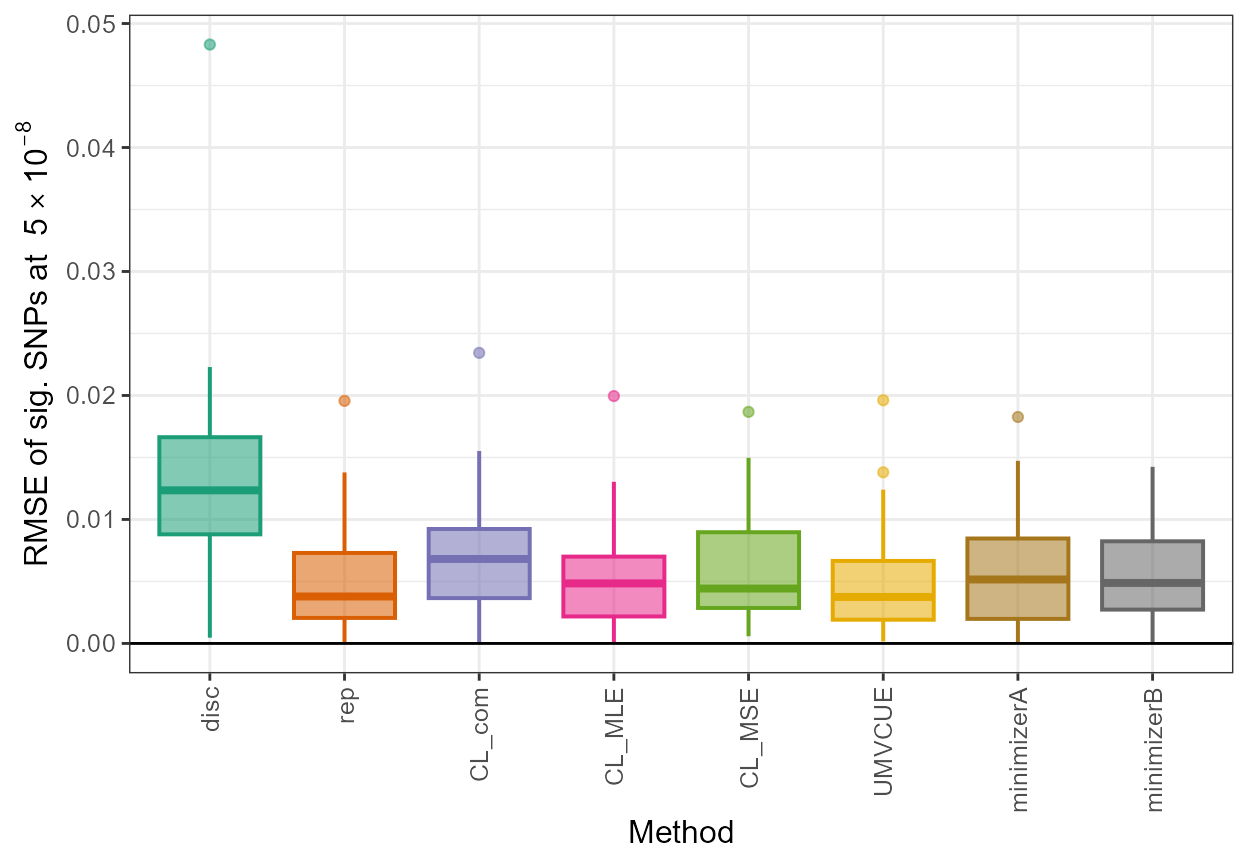 RMSE of sig. SNPs at 5 × 10⁻⁸
0.05
0.04
0.03
0.02
0.01
0.00
disc
rep
CL_com
CL_MLE
CL_MSE
UMVCUE
minimizerA
minimizerB
Method